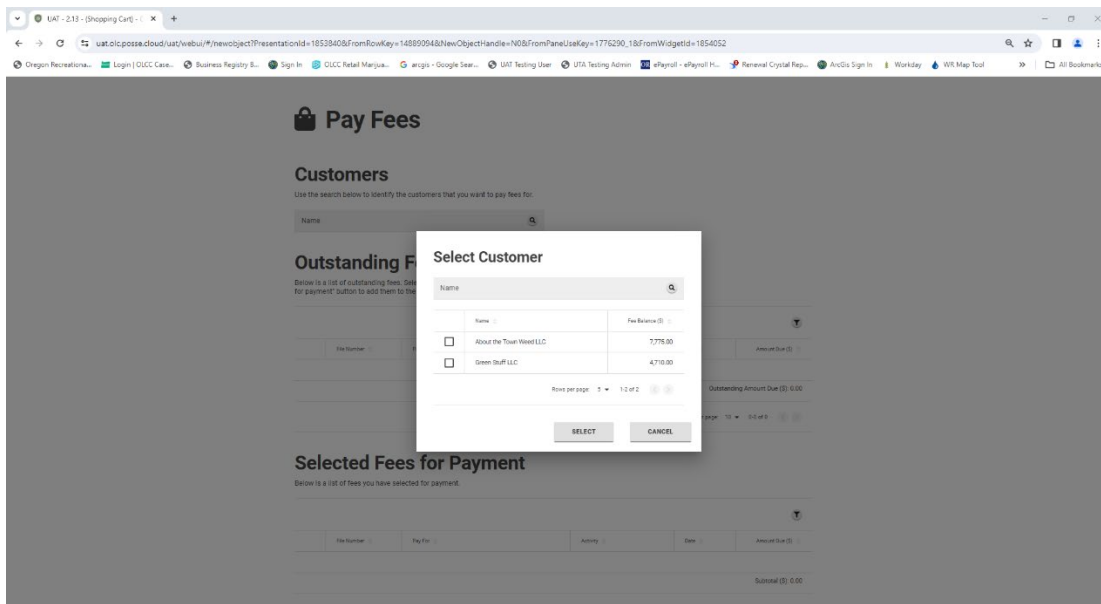 UAT - 2.13 - (Shopping Cart) - (
uat.olc.posse.cloud/uat/webui/#/newobject?PresentationId=1853840&FromRowKey=14889094&NewObjectHandle=N0&FromPaneUseKey=1776290_1&FromWidgetId=1854052
Oregon Recreationa... Login | OLCC Case... Business Registry B... Sign In OLCC Retail Marijua... arcgis - Google Sear... UAT Testing User UTA Testing Admin ePayroll - ePayroll H... Renewal Crystal Rep... ArcGis Sign In Workday WR Map Tool » All Bookmarks
Pay Fees
Customers
Use the search below to identify the customers that you want to pay fees for.
Name
Select Customer
Outstanding F
Below is a list of outstanding fees. Sele
for payment" button to add them to the
Name
Name Fee Balance ($)
About the Town Weed LLC 7,775.00
File Number Amount Due ($)
Green Stuff LLC 4,710.00
Rows per page: 5 1-2 of 2
Outstanding Amount Due ($): 0.00
page: 10 0-0 of 0
SELECT CANCEL
Selected Fees for Payment
Below is a list of fees you have selected for payment.
File Number Pay For Activity Date Amount Due ($)
Subtotal ($): 0.00